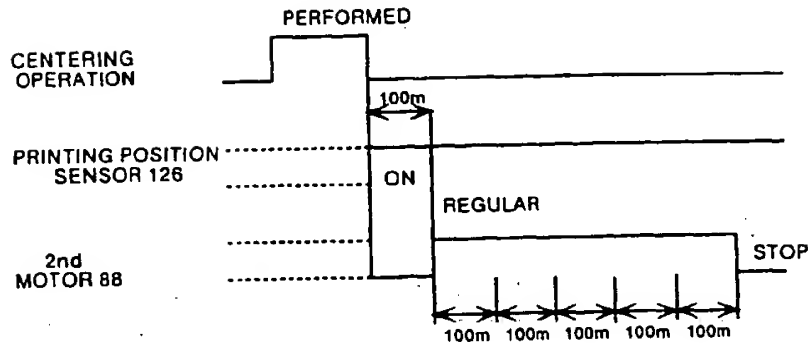 PERFORMED
CENTERING
OPERATION
100m
PRINTING POSITION
SENSOR 126
ON
REGULAR
2nd
MOTOR 88
STOP
100m 100m 100m 100m 100m